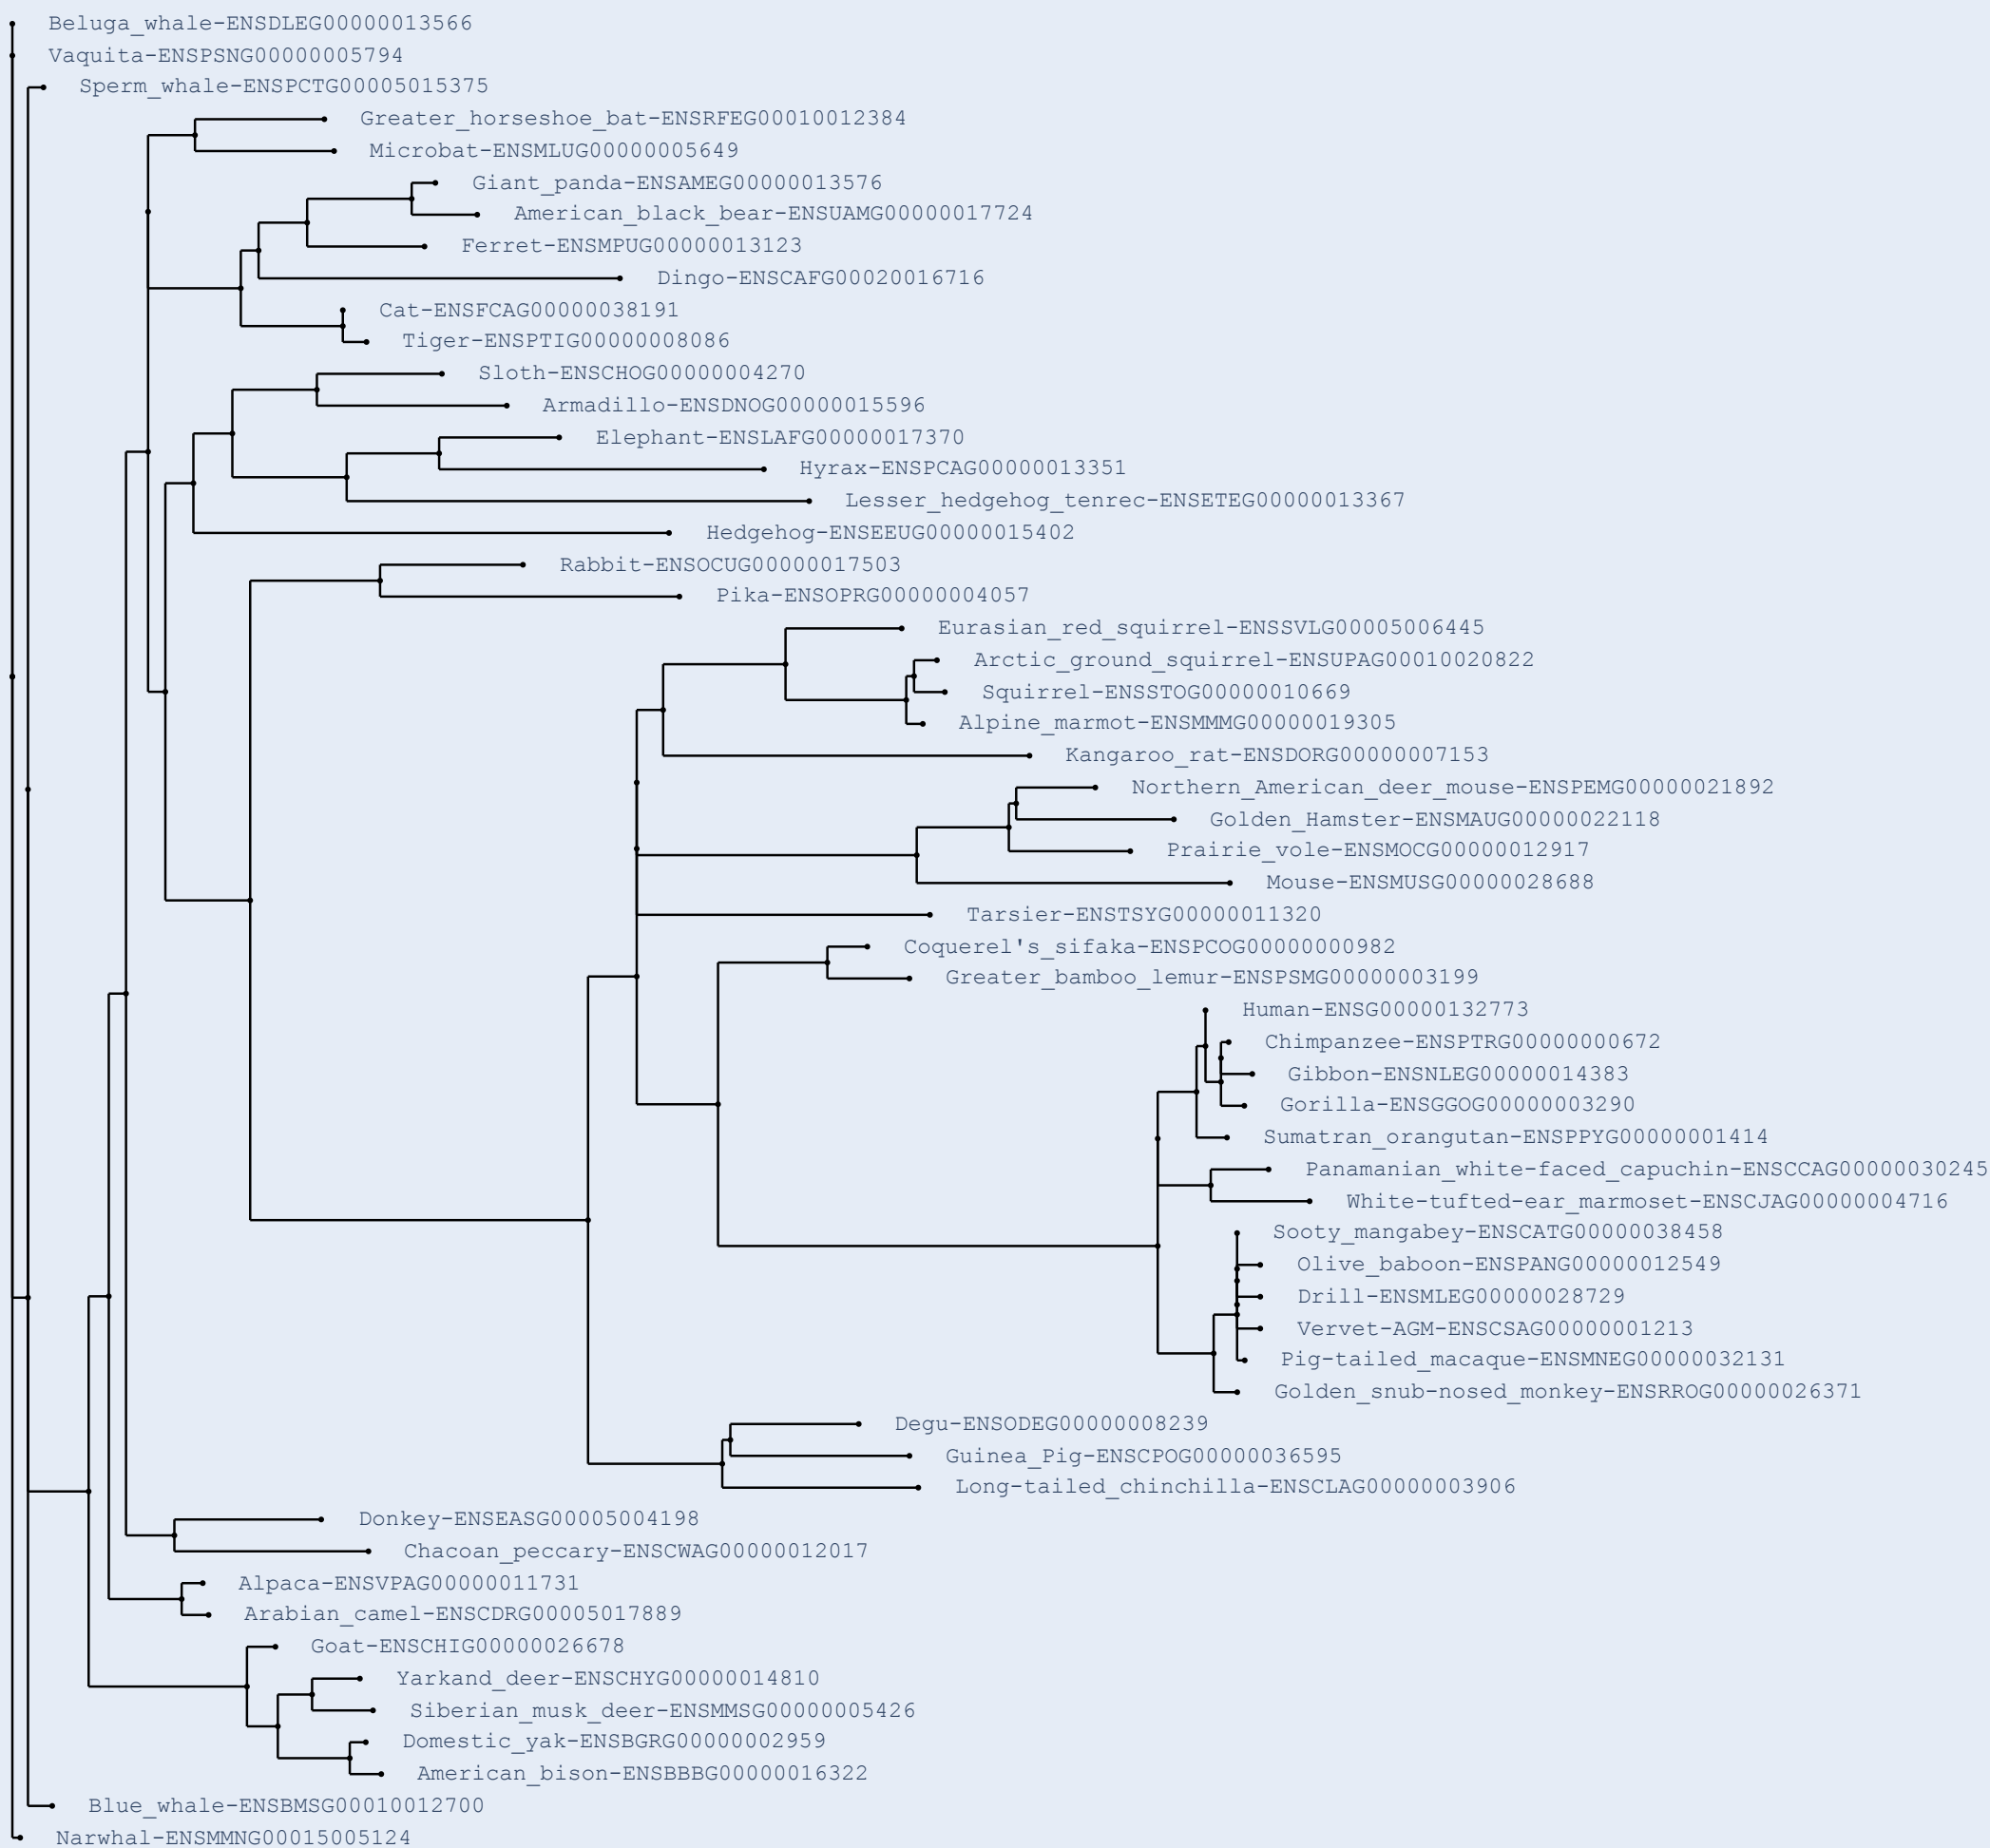 Beluga_whale-ENSDLEG00000013566
Vaquita-ENSPSNG00000005794
Sperm_whale-ENSPCTG00005015375
Greater_horseshoe_bat-ENSRFEG00010012384
Microbat-ENSMLUG00000005649
Giant_panda-ENSAMEG00000013576
American_black_bear-ENSUAMG00000017724
Ferret-ENSMPUG00000013123
Dingo-ENSCAFG00020016716
Cat-ENSFCAG00000038191
Tiger-ENSPTIG00000008086
Sloth-ENSCHOG00000004270
Armadillo-ENSDNOG00000015596
Elephant-ENSLAFG00000017370
Hyrax-ENSPCAG00000013351
Lesser_hedgehog_tenrec-ENSETEG00000013367
Hedgehog-ENSEEUG00000015402
Rabbit-ENSOCUG00000017503
Pika-ENSOPRG00000004057
Eurasian_red_squirrel-ENSSVLG00005006445
Arctic_ground_squirrel-ENSUPAG00010020822
Squirrel-ENSSTOG00000010669
Alpine_marmot-ENSMMMG00000019305
Kangaroo_rat-ENSDORG00000007153
Northern_American_deer_mouse-ENSPEMG00000021892
Golden_Hamster-ENSMAUG00000022118
Prairie_vole-ENSMOCG00000012917
Mouse-ENSMUSG00000028688
Tarsier-ENSTSYG00000011320
Coquerel's_sifaka-ENSPCOG00000000982
Greater_bamboo_lemur-ENSPSMG00000003199
Human-ENSG00000132773
Chimpanzee-ENSPTRG00000000672
Gibbon-ENSNLEG00000014383
Gorilla-ENSGGOG00000003290
Sumatran_orangutan-ENSPPYG00000001414
Panamanian_white-faced_capuchin-ENSCCAG00000030245
White-tufted-ear_marmoset-ENSCJAG00000004716
Sooty_mangabey-ENSCATG00000038458
Olive_baboon-ENSPANG00000012549
Drill-ENSMLEG00000028729
Vervet-AGM-ENSCSAG00000001213
Pig-tailed_macaque-ENSMNEG00000032131
Golden_snub-nosed_monkey-ENSRROG00000026371
Degu-ENSODEG00000008239
Guinea_Pig-ENSCPOG00000036595
Long-tailed_chinchilla-ENSCLAG00000003906
Donkey-ENSEASG00005004198
Chacoan_peccary-ENSCWAG00000012017
Alpaca-ENSVPAG00000011731
Arabian_camel-ENSCDRG00005017889
Goat-ENSCHIG00000026678
Yarkand_deer-ENSCHYG00000014810
Siberian_musk_deer-ENSMMSG00000005426
Domestic_yak-ENSBGRG00000002959
American_bison-ENSBBBG00000016322
Blue_whale-ENSBMSG00010012700
Narwhal-ENSMMNG00015005124